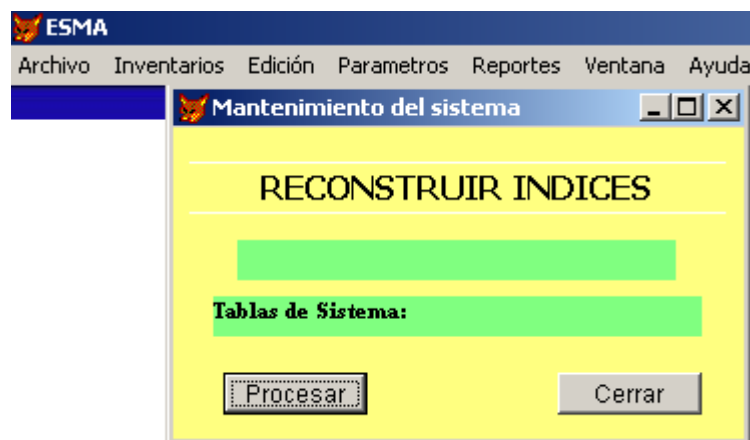 ESMA
Archivo Inventarios Edición Parametros Reportes Ventana Ayuda
Mantenimiento del sistema
RECONSTRUIR INDICES
Tablas de Sistema:
Procesar Cerrar